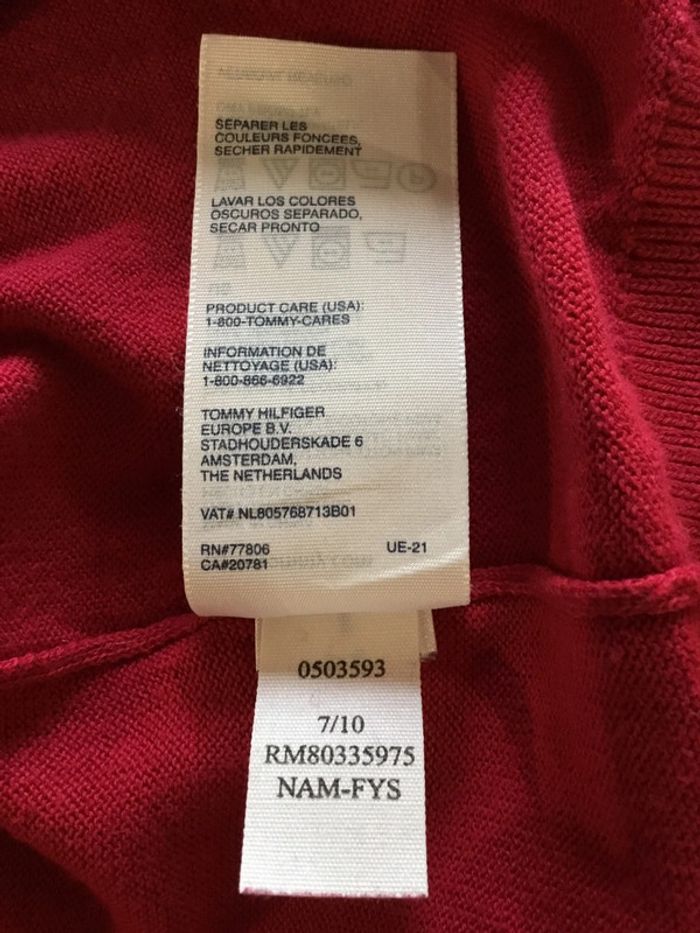 SEPARER LES
COULEURS FONCEES,
SECHER RAPIDEMENT
LAVAR LOS COLORES
OSCUROS SEPARADO,
SECAR PRONTO
PRODUCT CARE (USA):
1-800-TOMMY-CARES
INFORMATION DE
NETTOYAGE (USA):
1-800-866-6922
TOMMY HILFIGER
EUROPE B.V.
STADHOUDERSKADE 6
AMSTERDAM,
THE NETHERLANDS
VAT# NL805768713B01
RN#77806 UE-21
CA#20781
0503593
7/10
RM80335975
NAM-FYS